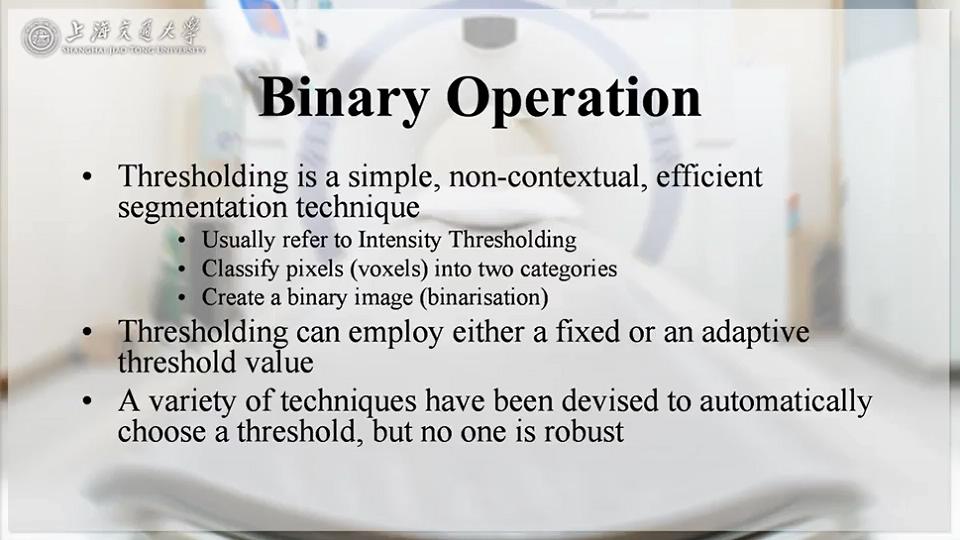 上海交通大学
SHANGHAI JIAO TONG UNIVERSITY
Binary Operation
• Thresholding is a simple, non-contextual, efficient
segmentation technique
• Usually refer to Intensity Thresholding
• Classify pixels (voxels) into two categories
• Create a binary image (binarisation)
• Thresholding can employ either a fixed or an adaptive
threshold value
• A variety of techniques have been devised to automatically
choose a threshold, but no one is robust